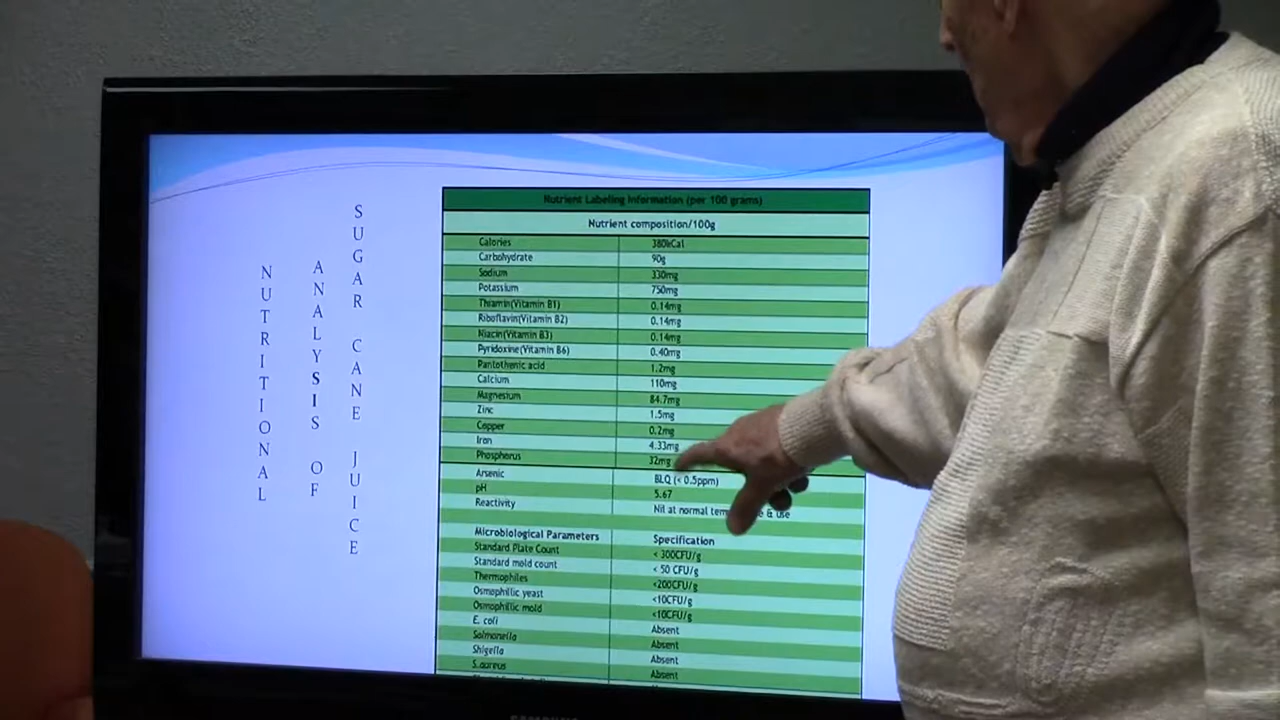 NUTRITIONAL
ANALYSIS OF
SUGAR CANE JUICE
Nutrient Labeling Information (per 100 grams)
Nutrient composition/100g
Calories 380kCal
Carbohydrate 90g
Sodium 330mg
Potassium 750mg
Thiamin(Vitamin B1) 0.14mg
Riboflavin(Vitamin B2) 0.14mg
Niacin(Vitamin B3) 0.14mg
Pyridoxine(Vitamin B6) 0.40mg
Pantothenic acid 1.2mg
Calcium 110mg
Magnesium 84.7mg
Zinc 1.5mg
Copper 0.2mg
Iron 4.33mg
Phosphorus 32mg
Arsenic BLQ (< 0.5ppm)
pH 5.67
Reactivity Nil at normal & use
Microbiological Parameters Specification
Standard Plate Count < 300CFU/g
Standard mold count < 50 CFU/g
Thermophiles <200CFU/g
Osmophillic yeast <10CFU/g
Osmophillic mold <10CFU/g
E. coli Absent
Salmonella Absent
Shigella Absent
S.aureus Absent